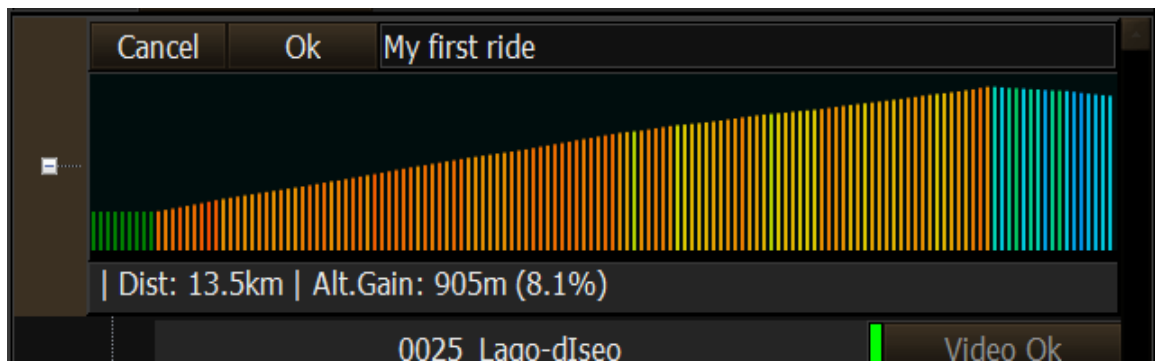 Cancel Ok My first ride
| Dist: 13.5km | Alt.Gain: 905m (8.1%)
0025_Lago-dIseo Video Ok